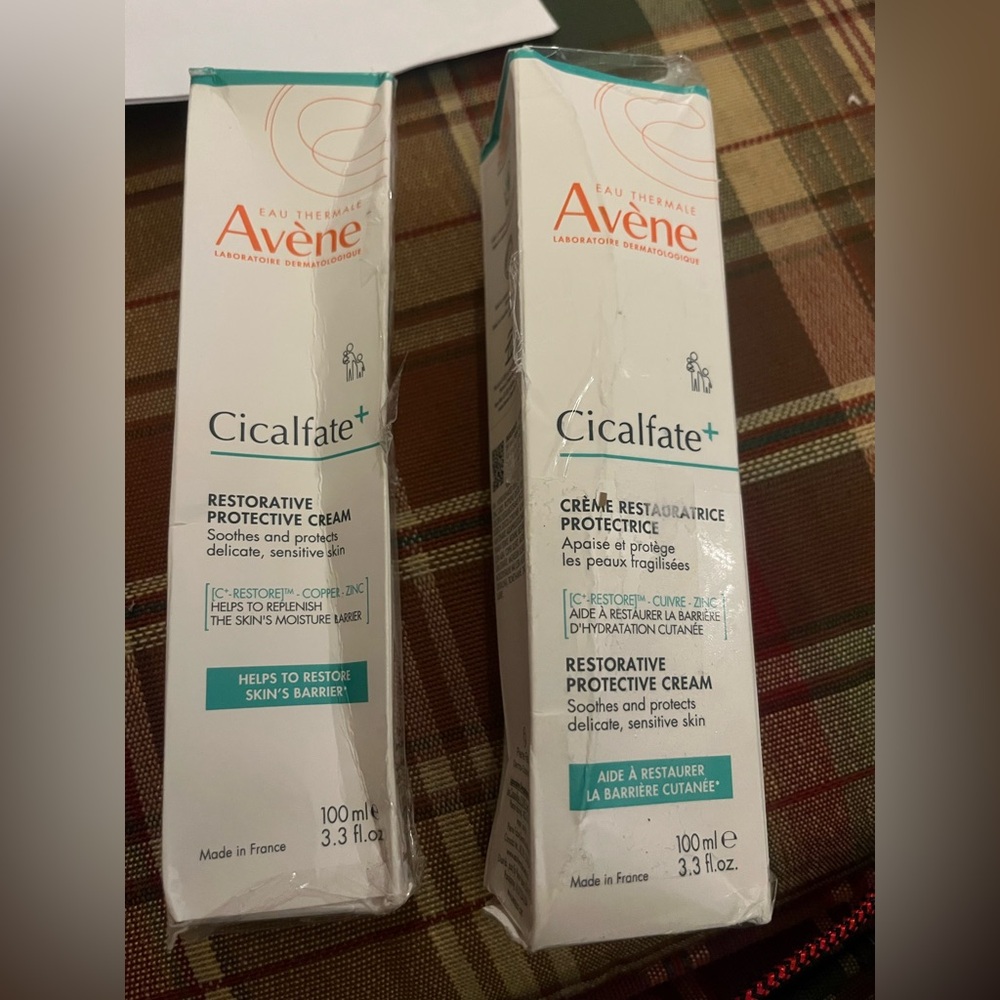 EAU THERMALE
Avène
LABORATOIRE DERMATOLOGIQUE
Cicalfate+
RESTORATIVE
PROTECTIVE CREAM
Soothes and protects
delicate, sensitive skin
[C+-RESTORE]™ - COPPER - ZINC
HELPS TO REPLENISH
THE SKIN'S MOISTURE BARRIER
HELPS TO RESTORE
SKIN'S BARRIER*
100 ml e
3.3 fl.oz
Made in France
EAU THERMALE
Avène
LABORATOIRE DERMATOLOGIQUE
Cicalfate+
CRÈME RESTAURATRICE
PROTECTRICE
Apaise et protège
les peaux fragilisées
[C+-RESTORE]™ - CUIVRE - ZINC
AIDE À RESTAURER LA BARRIÈRE
D'HYDRATATION CUTANÉE
RESTORATIVE
PROTECTIVE CREAM
Soothes and protects
delicate, sensitive skin
AIDE À RESTAURER
LA BARRIÈRE CUTANÉE*
100 ml e
3.3 fl.oz.
Made in France